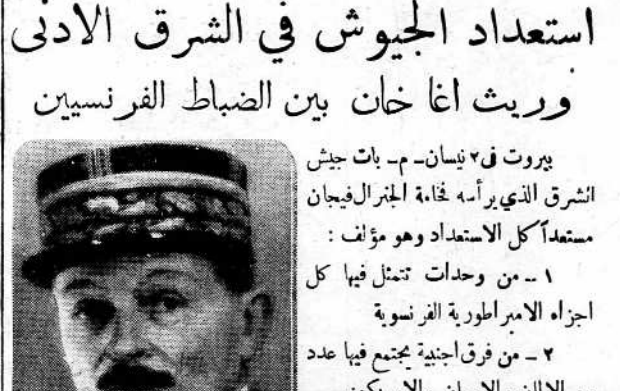 استعداد الجيوش في الشرق الادنى
وريث اغا خان بين الضباط الفرنسيين
بيروت في ٢ نيسان ـ م ـ بات جيش
الشرق الذي يرأسه فخامة الجنرال فيجان
مستعداً كل الاستعداد وهو مؤلف :
١ ـ من وحدات تتمثل فيها كل
اجزاء الامبراطورية الفرنسوية
٢ ـ من فرق اجنبية يجتمع فيها عدد